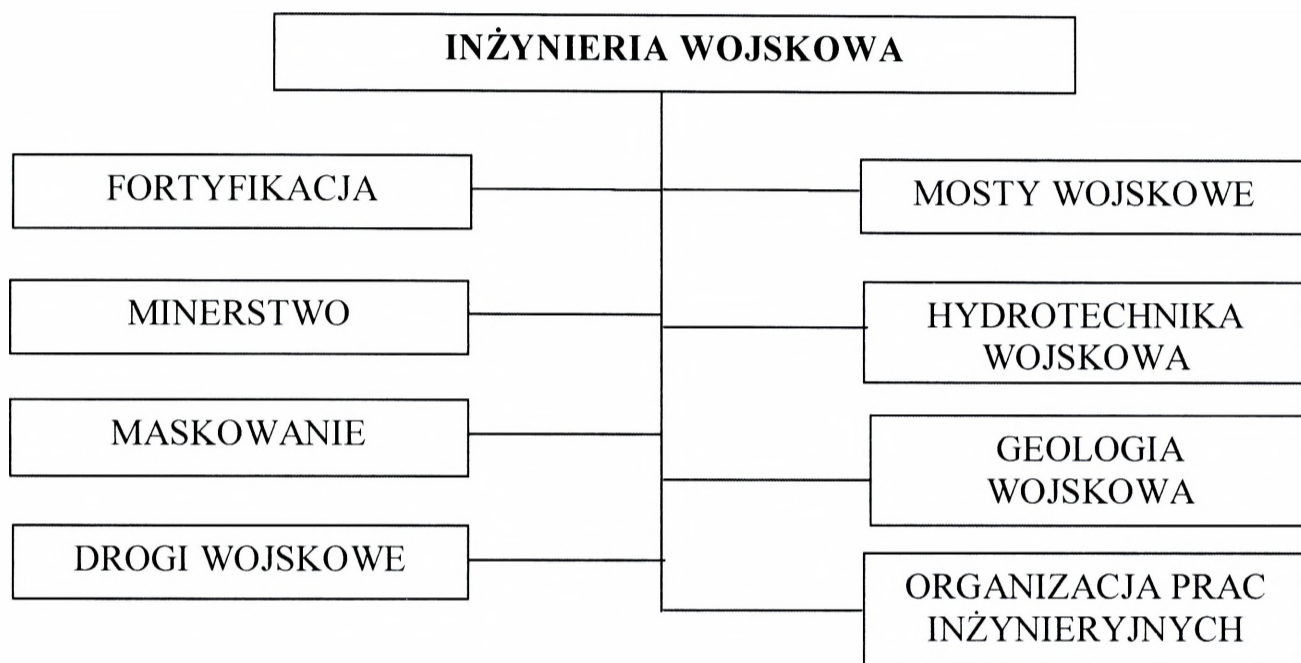 INŻYNIERIA WOJSKOWA
FORTYFIKACJA
MINERSTWO
MASKOWANIE
DROGI WOJSKOWE
MOSTY WOJSKOWE
HYDROTECHNIKA
WOJSKOWA
GEOLOGIA
WOJSKOWA
ORGANIZACJA PRAC
INŻYNIERYJNYCH